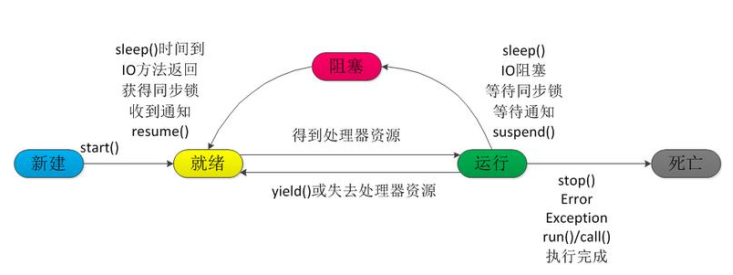 sleep()时间到
IO方法返回
获得同步锁
收到通知
resume()
阻塞
sleep()
IO阻塞
等待同步锁
等待通知
suspend()
新建
start()
就绪
得到处理器资源
yield()或失去处理器资源
运行
死亡
stop()
Error
Exception
run()/call()
执行完成